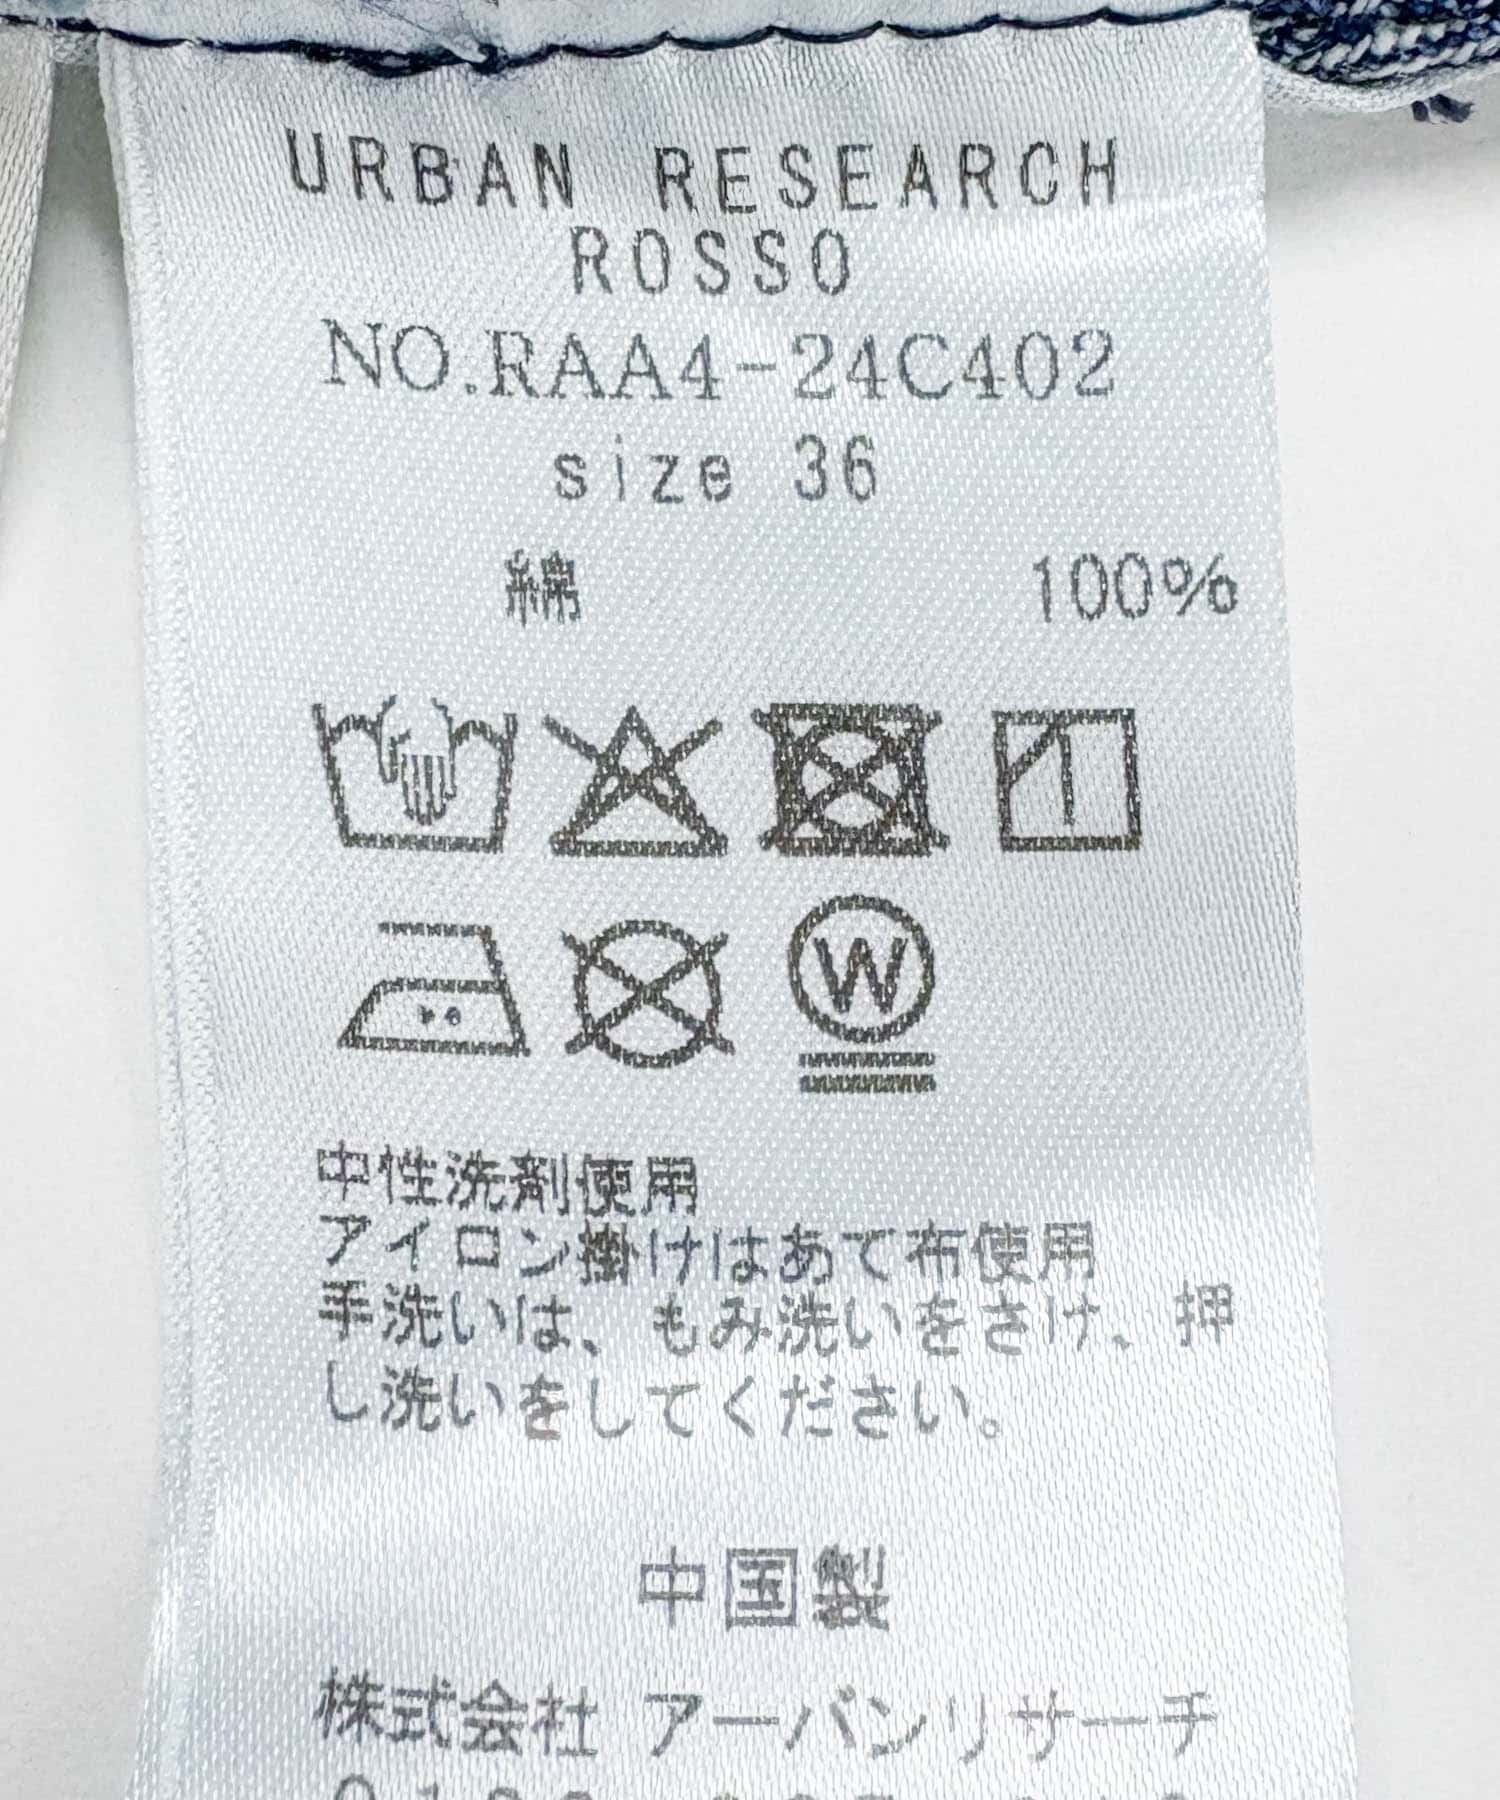 URBAN RESEARCH
ROSSO
NO.RAA4-24C402
size 36
綿 100%
W
中性洗剤使用
アイロン掛けはあて布使用
手洗いは、もみ洗いをさけ、押
し洗いをしてください。
中国製
株式会社 アーバンリサーチ